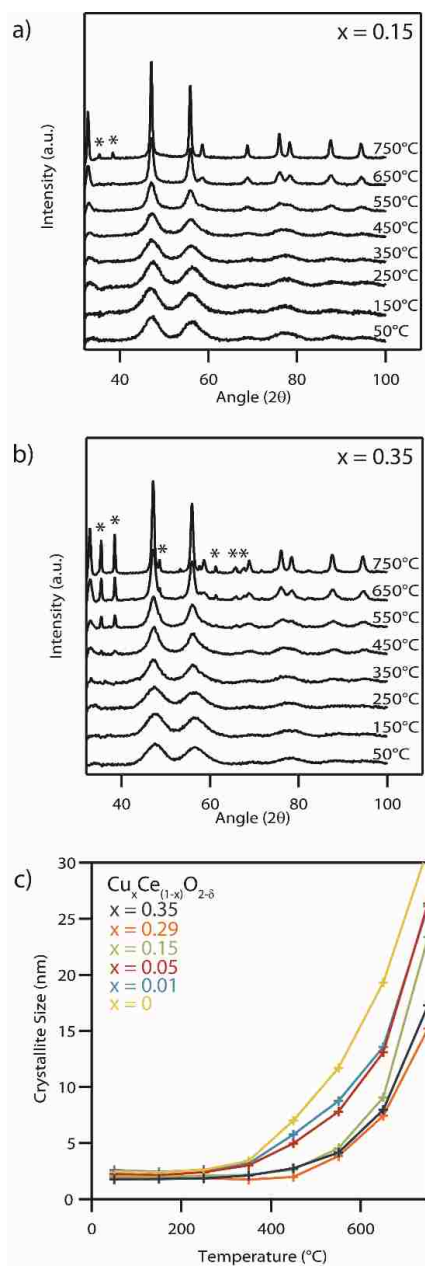 a)
x = 0.15
* *
Intensity (a.u.)
750°C
650°C
550°C
450°C
350°C
250°C
150°C
50°C
40 60 80 100
Angle (2θ)
b)
x = 0.35
* * * * **
Intensity (a.u.)
750°C
650°C
550°C
450°C
350°C
250°C
150°C
50°C
40 60 80 100
Angle (2θ)
c)
CuₓCe₍₁₋ₓ₎O₂₋δ
x = 0.35
x = 0.29
x = 0.15
x = 0.05
x = 0.01
x = 0
Crystallite Size (nm)
30
25
20
15
10
5
0
0 200 400 600
Temperature (°C)